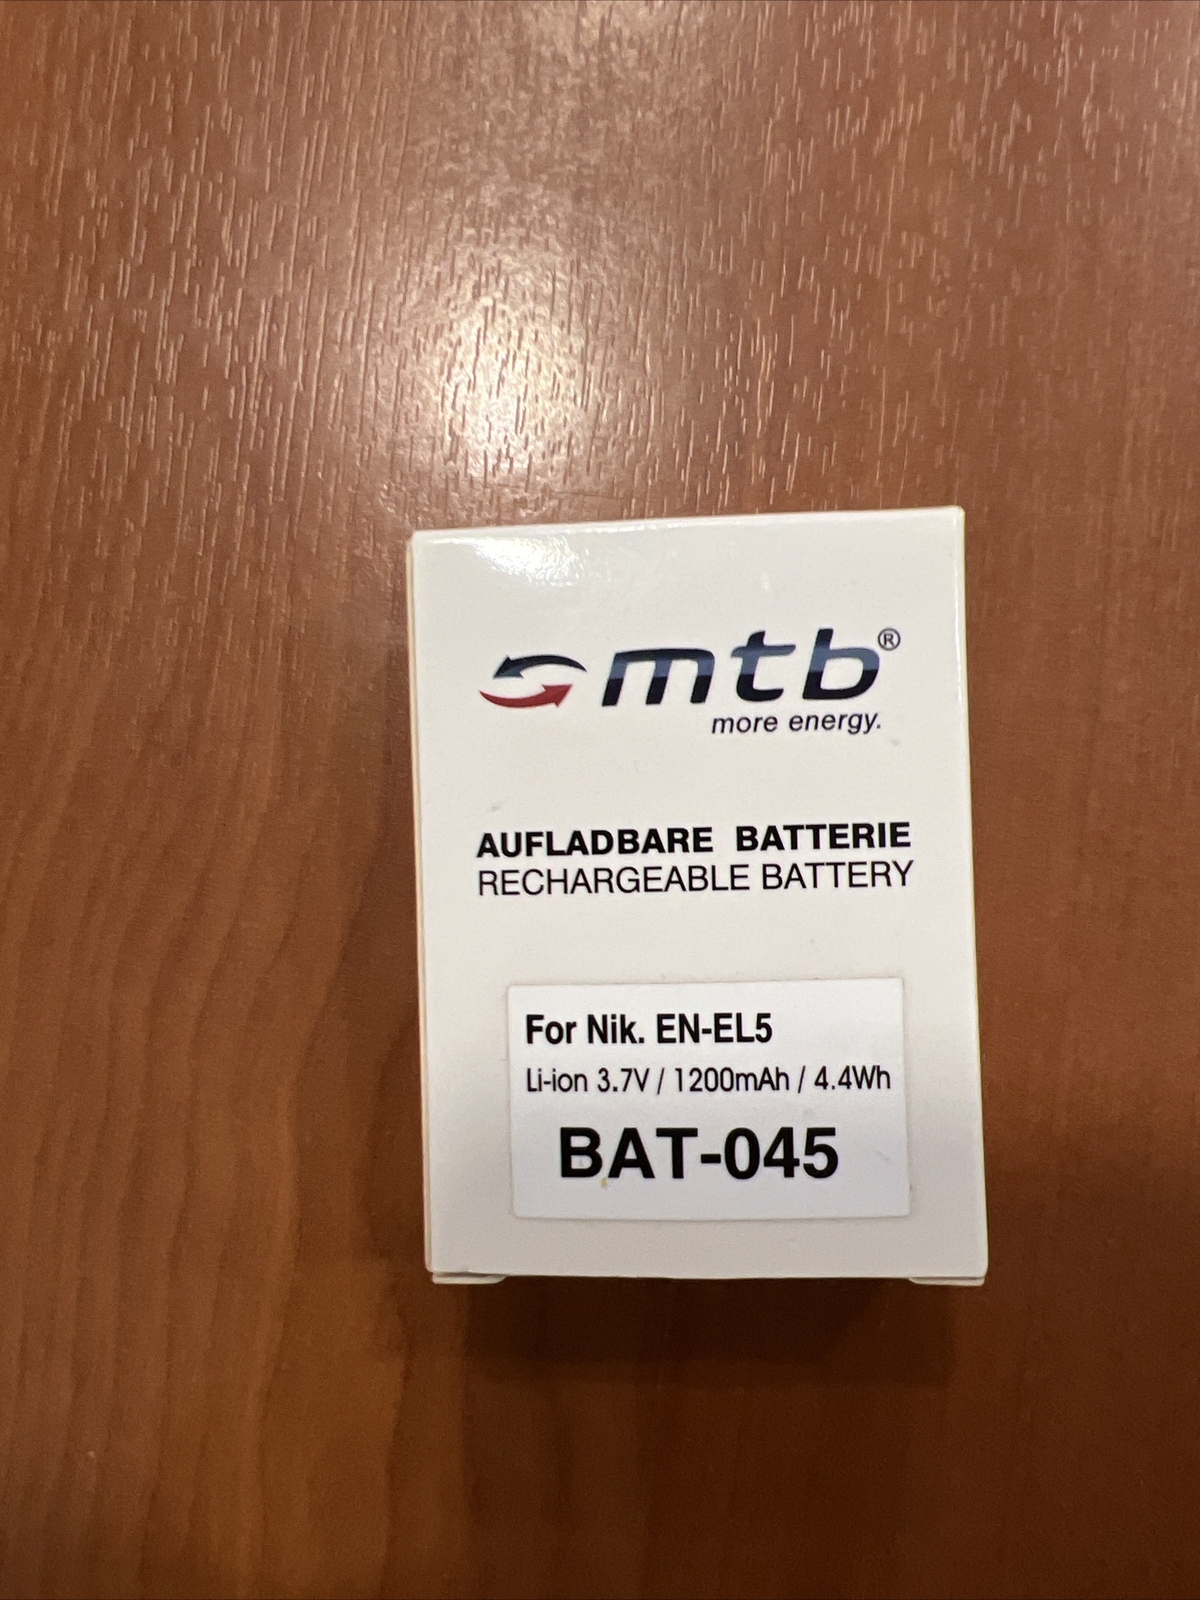 mtb®
more energy.
AUFLADBARE BATTERIE
RECHARGEABLE BATTERY
For Nik. EN-EL5
Li-ion 3.7V / 1200mAh / 4.4Wh
BAT-045